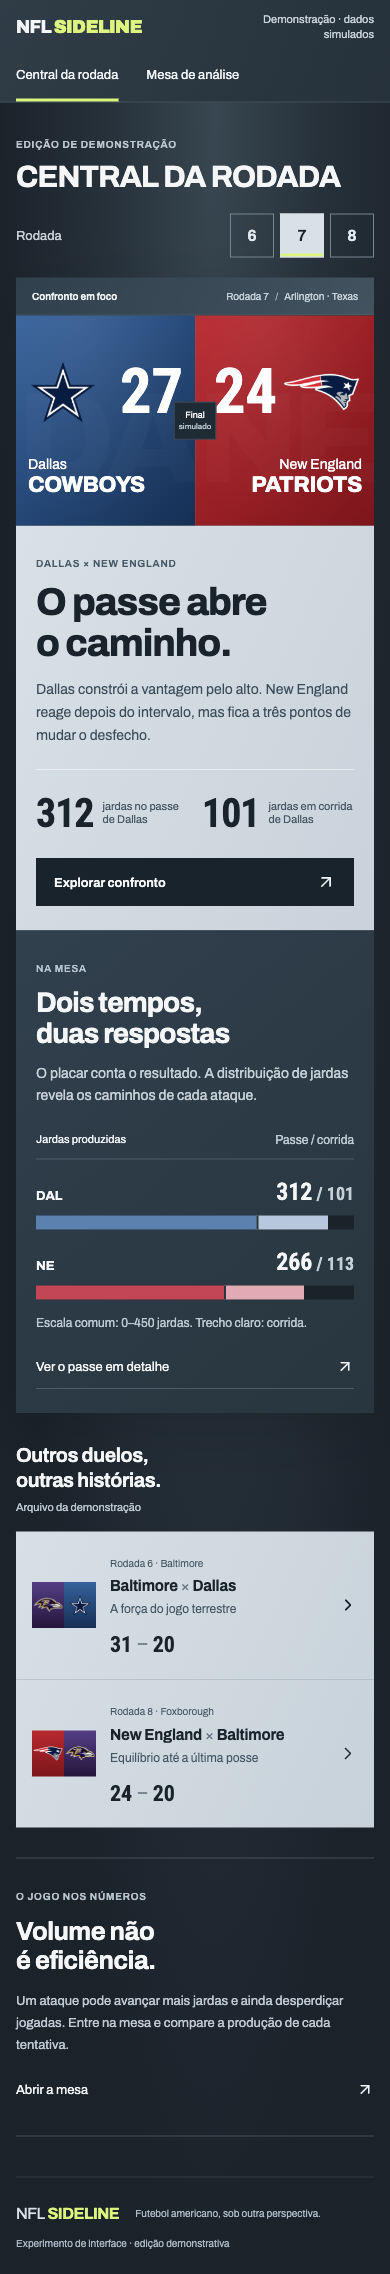 NFL SIDELINE
Demonstração · dados
simulados
Central da rodada
Mesa de análise
EDIÇÃO DE DEMONSTRAÇÃO
CENTRAL DA RODADA
Rodada
6
7
8
Confronto em foco
Rodada 7 / Arlington · Texas
27
24
Final
simulado
Dallas
COWBOYS
New England
PATRIOTS
DALLAS × NEW ENGLAND
O passe abre
o caminho.
Dallas constrói a vantagem pelo alto. New England
reage depois do intervalo, mas fica a três pontos de
mudar o desfecho.
312
jardas no passe
de Dallas
101
jardas em corrida
de Dallas
Explorar confronto
NA MESA
Dois tempos,
duas respostas
O placar conta o resultado. A distribuição de jardas
revela os caminhos de cada ataque.
Jardas produzidas
Passe / corrida
DAL
312 / 101
NE
266 / 113
Escala comum: 0–450 jardas. Trecho claro: corrida.
Ver o passe em detalhe
Outros duelos,
outras histórias.
Arquivo da demonstração
Rodada 6 · Baltimore
Baltimore × Dallas
A força do jogo terrestre
31 – 20
Rodada 8 · Foxborough
New England × Baltimore
Equilíbrio até a última posse
24 – 20
O JOGO NOS NÚMEROS
Volume não
é eficiência.
Um ataque pode avançar mais jardas e ainda desperdiçar
jogadas. Entre na mesa e compare a produção de cada
tentativa.
Abrir a mesa
NFL SIDELINE
Futebol americano, sob outra perspectiva.
Experimento de interface · edição demonstrativa